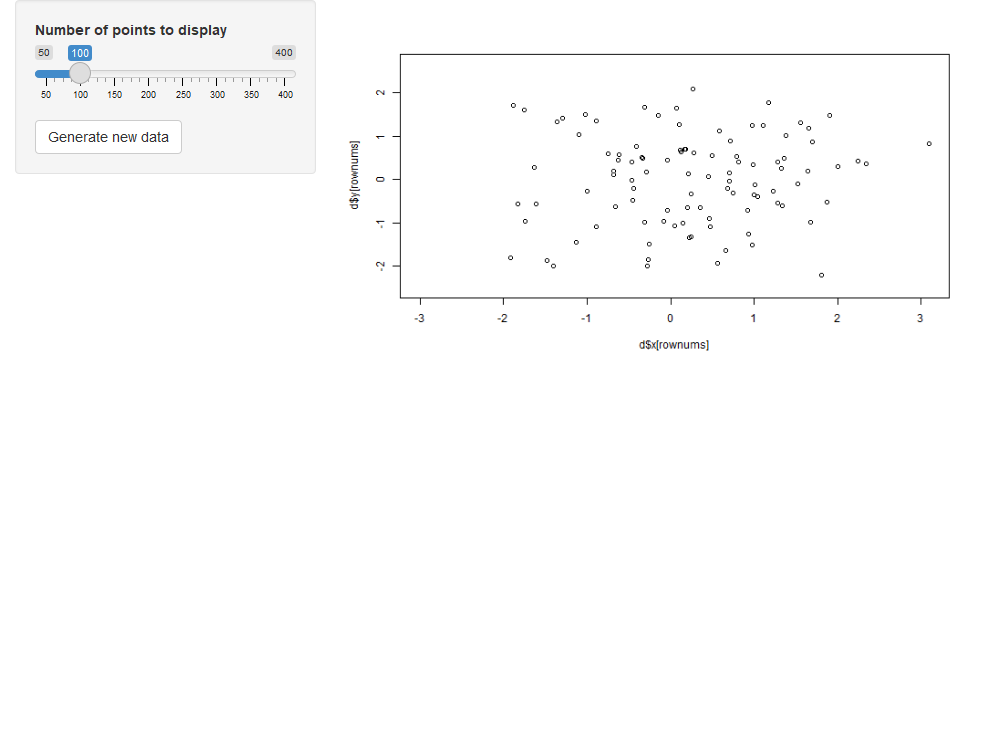 Number of points to display
50 100 400
50 100 150 200 250 300 350 400
Generate new data
2
1
0
-1
-2
d$y[rownums]
-3 -2 -1 0 1 2 3
d$x[rownums]